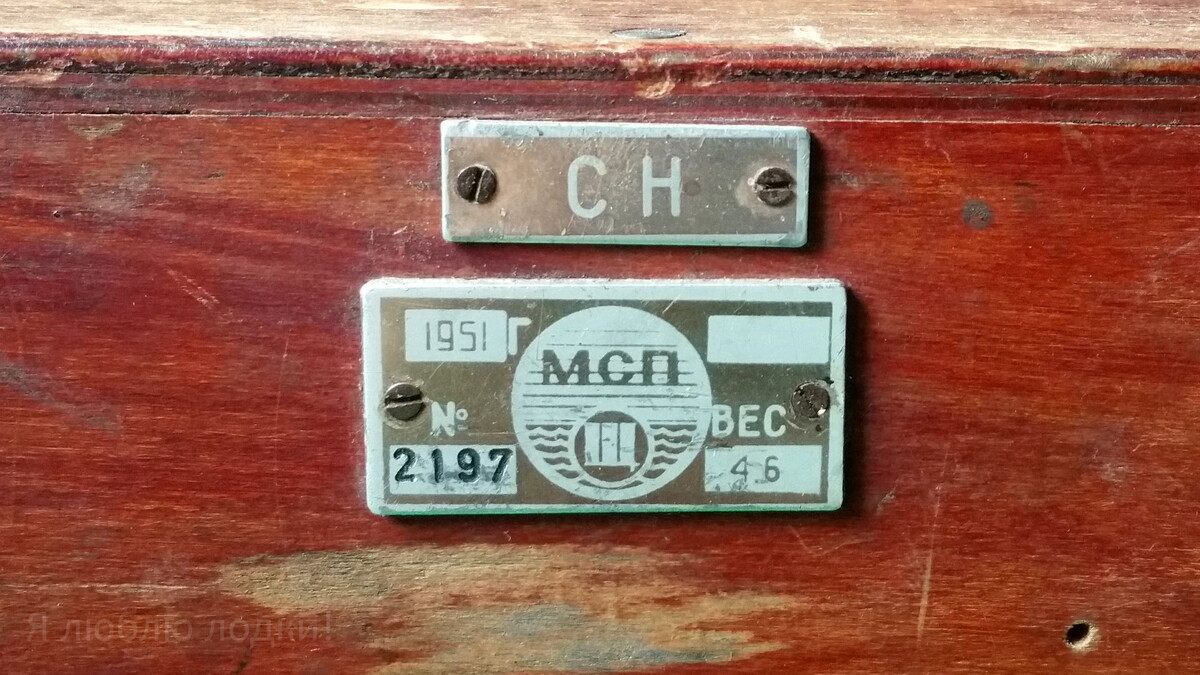 СН
1951 Г
МСП
№
ВЕС
2197
46
Я люблю лодки!